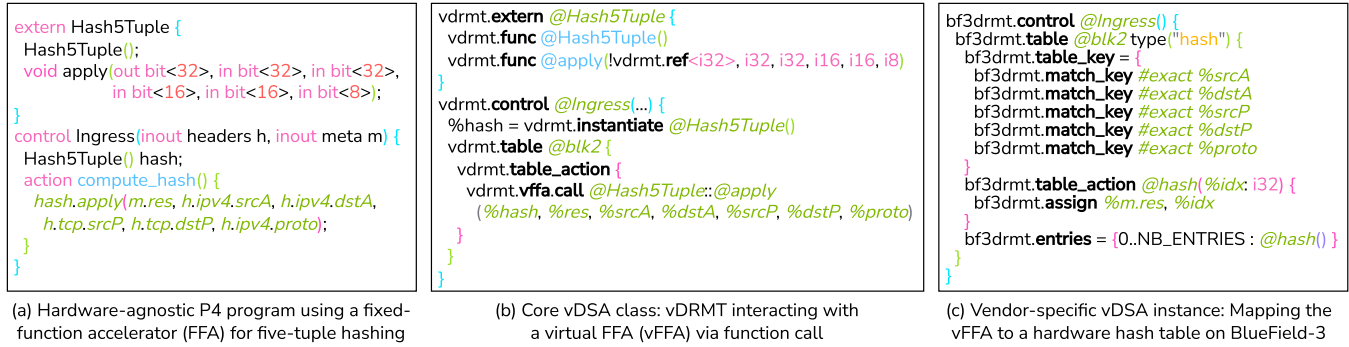 extern Hash5Tuple {
Hash5Tuple();
void apply(out bit<32>, in bit<32>, in bit<32>,
in bit<16>, in bit<16>, in bit<8>);
}
control Ingress(inout headers h, inout meta m) {
Hash5Tuple() hash;
action compute_hash() {
hash.apply(m.res, h.ipv4.srcA, h.ipv4.dstA,
h.tcp.srcP, h.tcp.dstP, h.ipv4.proto);
}
}
(a) Hardware-agnostic P4 program using a fixed-
function accelerator (FFA) for five-tuple hashing
vdrmt.extern @Hash5Tuple {
vdrmt.func @Hash5Tuple()
vdrmt.func @apply(!vdrmt.ref<i32>, i32, i32, i16, i16, i8)
}
vdrmt.control @Ingress(...) {
%hash = vdrmt.instantiate @Hash5Tuple()
vdrmt.table @blk2 {
vdrmt.table_action {
vdrmt.vffa.call @Hash5Tuple::@apply
(%hash, %res, %srcA, %dstA, %srcP, %dstP, %proto)
}
}
}
(b) Core vDSA class: vDRMT interacting with
a virtual FFA (vFFA) via function call
bf3drmt.control @Ingress() {
bf3drmt.table @blk2 type("hash") {
bf3drmt.table_key = {
bf3drmt.match_key #exact %srcA
bf3drmt.match_key #exact %dstA
bf3drmt.match_key #exact %srcP
bf3drmt.match_key #exact %dstP
bf3drmt.match_key #exact %proto
}
bf3drmt.table_action @hash(%idx: i32) {
bf3drmt.assign %m.res, %idx
}
bf3drmt.entries = {0..NB_ENTRIES : @hash() }
}
}
(c) Vendor-specific vDSA instance: Mapping the
vFFA to a hardware hash table on BlueField-3